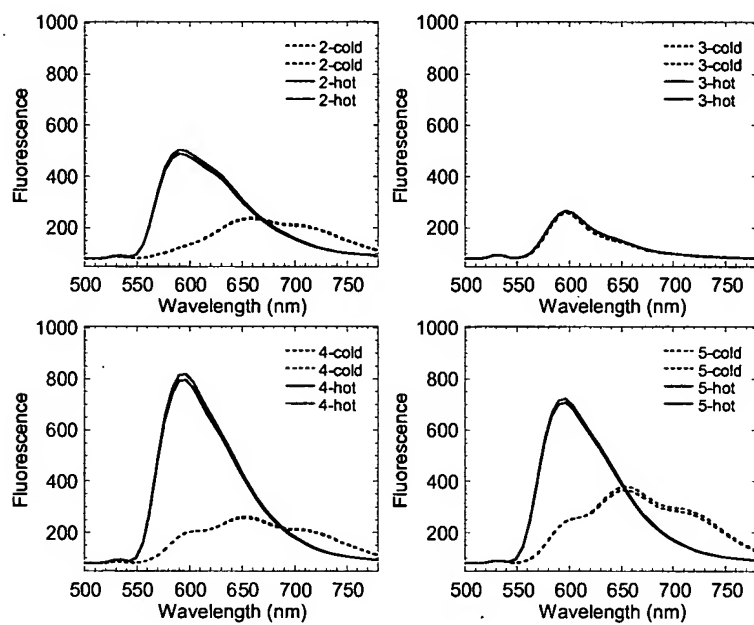 1000
800
600
400
200
Fluorescence
2-cold
2-cold
2-hot
2-hot
500 550 600 650 700 750
Wavelength (nm)
1000
800
600
400
200
Fluorescence
3-cold
3-cold
3-hot
3-hot
500 550 600 650 700 750
Wavelength (nm)
1000
800
600
400
200
Fluorescence
4-cold
4-cold
4-hot
4-hot
500 550 600 650 700 750
Wavelength (nm)
1000
800
600
400
200
Fluorescence
5-cold
5-cold
5-hot
5-hot
500 550 600 650 700 750
Wavelength (nm)